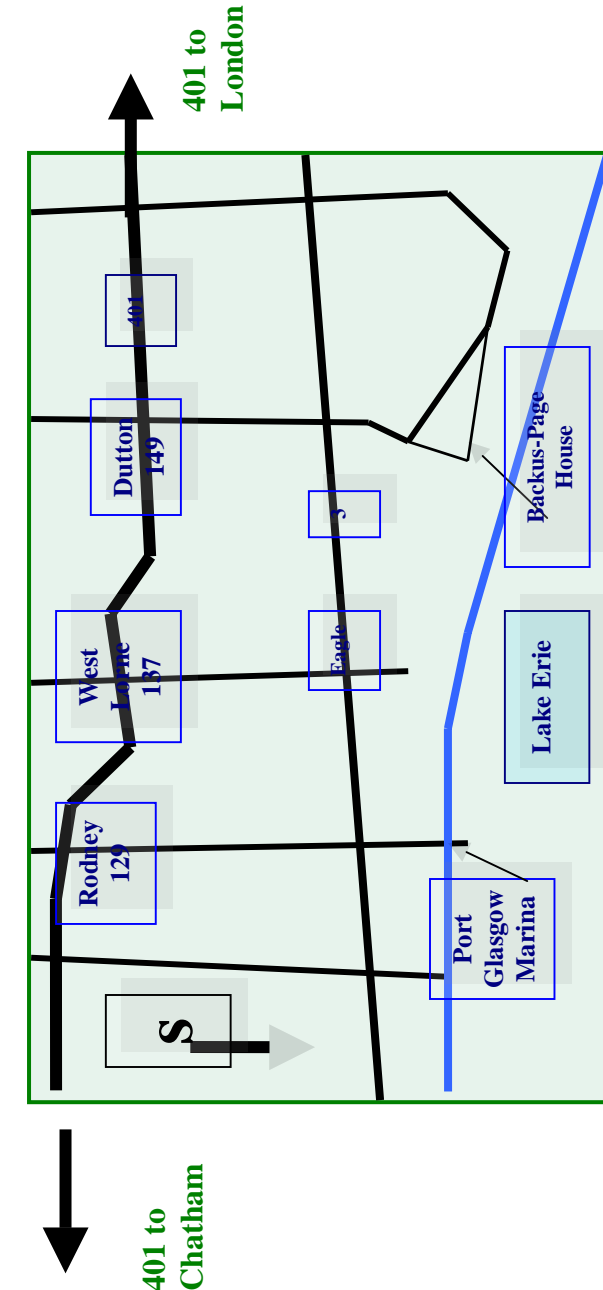 401 to
London
401
Dutton
149
3
Backus-Page
House
West
Lorne
137
Eagle
Lake Erie
Rodney
129
Port
Glasgow
Marina
S
401 to
Chatham